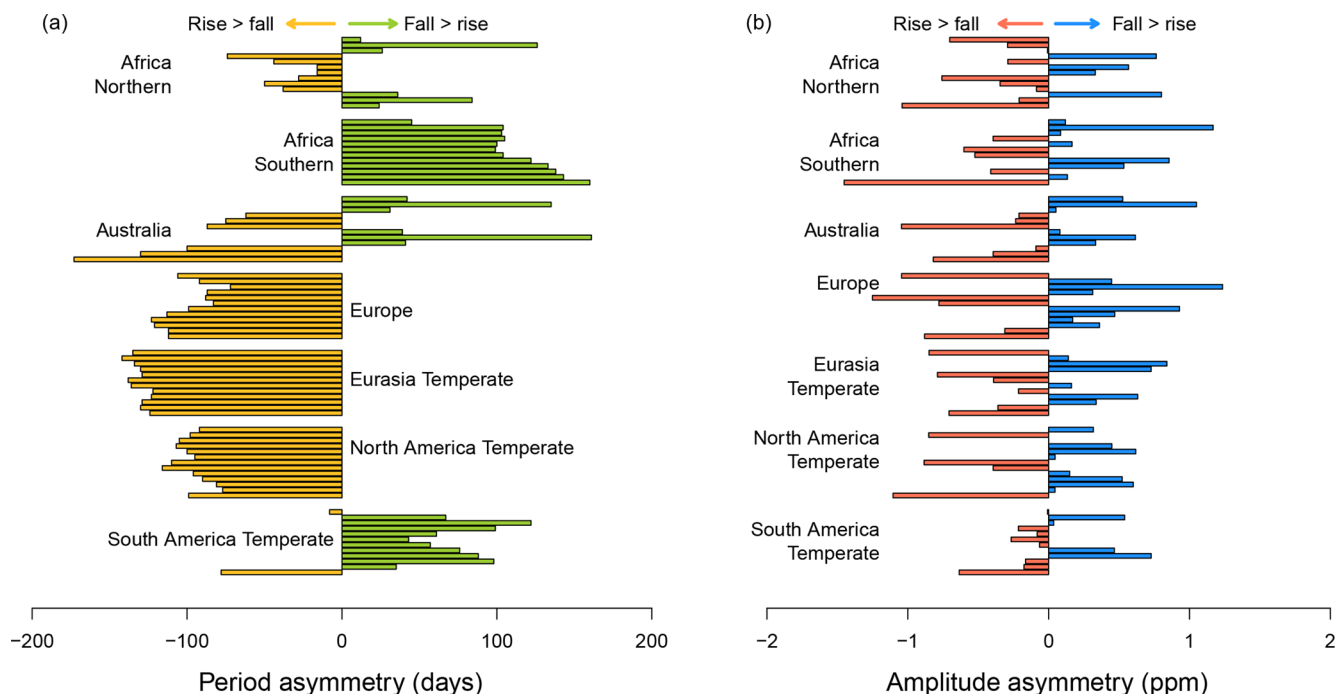 (a)
Rise > fall
Fall > rise
Africa
Northern
Africa
Southern
Australia
Europe
Eurasia Temperate
North America Temperate
South America Temperate
−200
−100
0
100
200
Period asymmetry (days)
(b)
Rise > fall
Fall > rise
Africa
Northern
Africa
Southern
Australia
Europe
Eurasia
Temperate
North America
Temperate
South America
Temperate
−2
−1
0
1
2
Amplitude asymmetry (ppm)